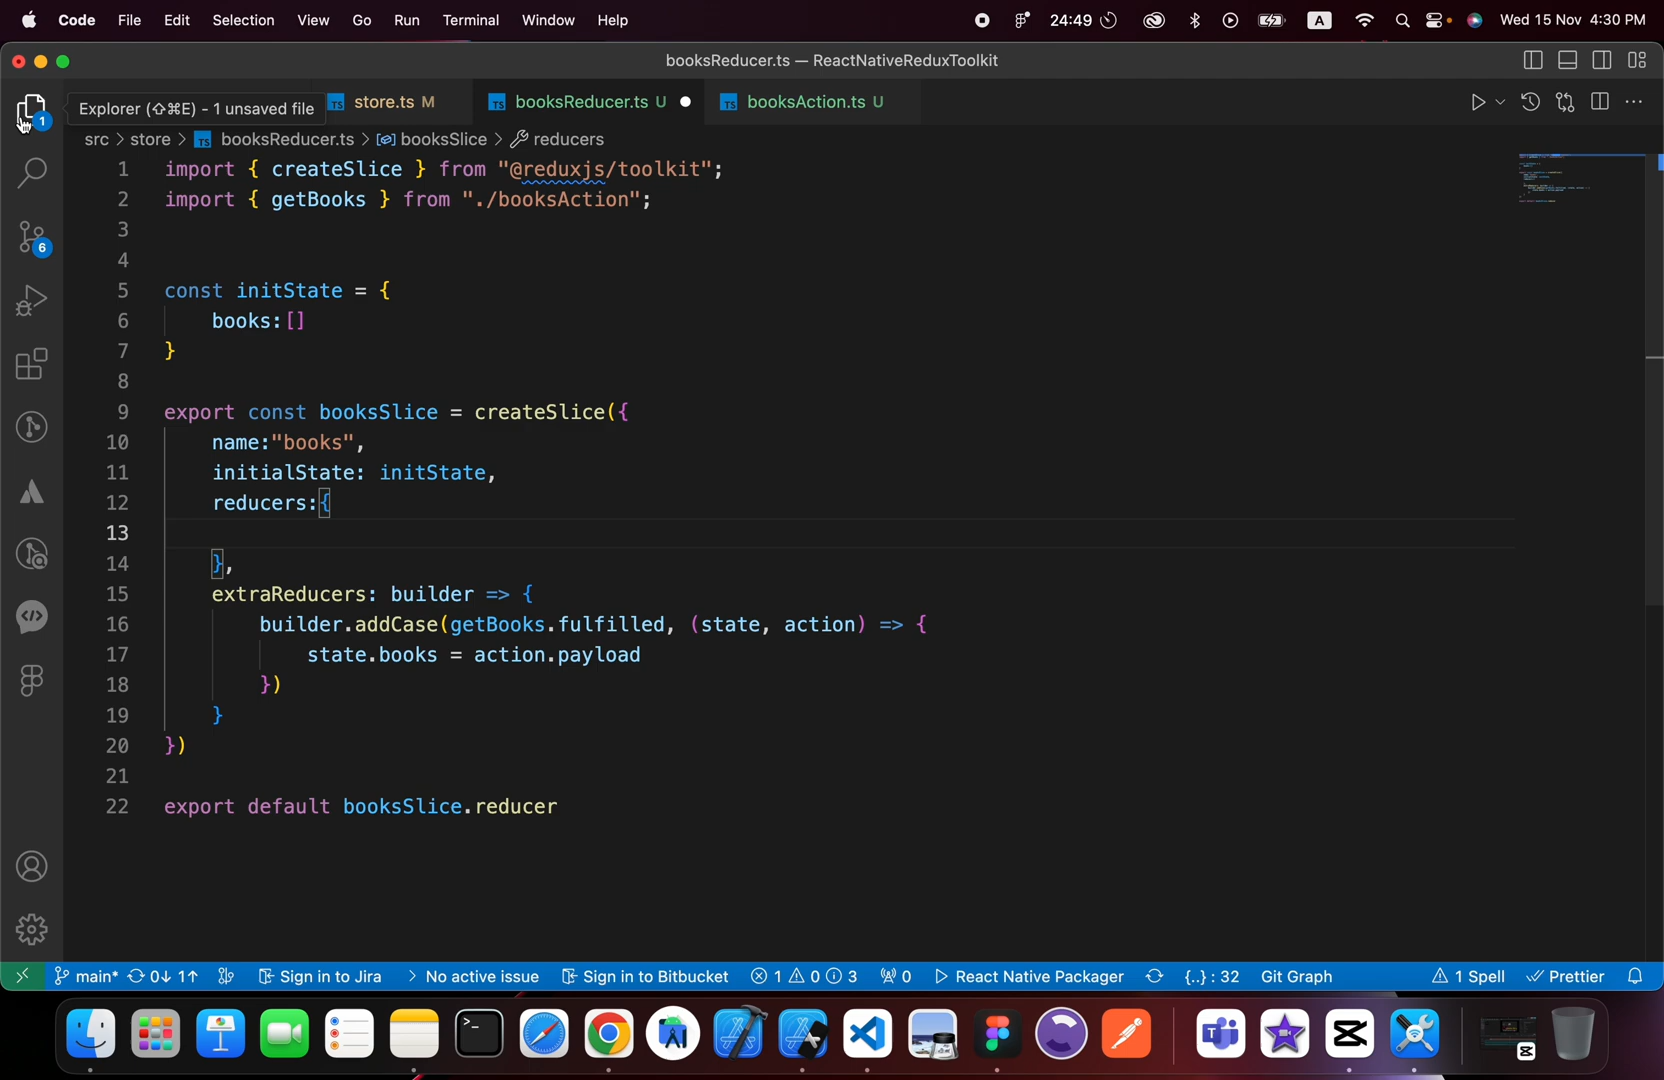 Code File Edit Selection View Go Run Terminal Window Help 24:49 A Wed 15 Nov 4:30 PM
booksReducer.ts — ReactNativeReduxToolkit
Explorer (⇧⌘E) - 1 unsaved file TS store.ts M TS booksReducer.ts U TS booksAction.ts U
1
src > store > TS booksReducer.ts > booksSlice > reducers
1 import { createSlice } from "@reduxjs/toolkit";
2 import { getBooks } from "./booksAction";
3
6
4
5 const initState = {
6 books:[]
7 }
8
9 export const booksSlice = createSlice({
10 name:"books",
11 initialState: initState,
12 reducers:{
13
14 },
15 extraReducers: builder => {
16 builder.addCase(getBooks.fulfilled, (state, action) => {
17 state.books = action.payload
18 })
19 }
20 })
21
22 export default booksSlice.reducer
main* 0↓ 1↑ Sign in to Jira No active issue Sign in to Bitbucket 1 0 3 0 React Native Packager {..} : 32 Git Graph 1 Spell Prettier